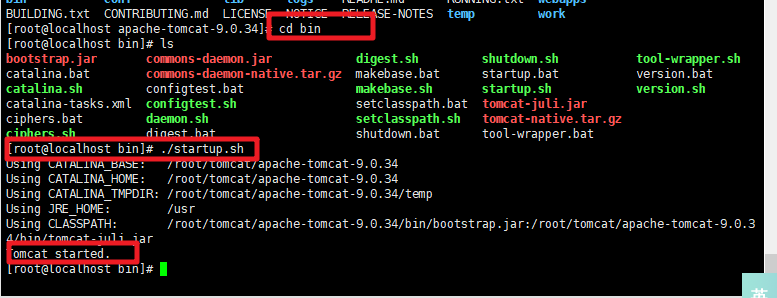 BUILDING.txt CONTRIBUTING.md LICENSE NOTICE RELEASE-NOTES temp work
[root@localhost apache-tomcat-9.0.34]# cd bin
[root@localhost bin]# ls
bootstrap.jar commons-daemon.jar digest.sh shutdown.sh tool-wrapper.sh
catalina.bat commons-daemon-native.tar.gz makebase.bat startup.bat version.bat
catalina.sh configtest.bat makebase.sh startup.sh version.sh
catalina-tasks.xml configtest.sh setclasspath.bat tomcat-juli.jar
ciphers.bat daemon.sh setclasspath.sh tomcat-native.tar.gz
ciphers.sh digest.bat shutdown.bat tool-wrapper.bat
[root@localhost bin]# ./startup.sh
Using CATALINA_BASE: /root/tomcat/apache-tomcat-9.0.34
Using CATALINA_HOME: /root/tomcat/apache-tomcat-9.0.34
Using CATALINA_TMPDIR: /root/tomcat/apache-tomcat-9.0.34/temp
Using JRE_HOME: /usr
Using CLASSPATH: /root/tomcat/apache-tomcat-9.0.34/bin/bootstrap.jar:/root/tomcat/apache-tomcat-9.0.3
4/bin/tomcat-juli.jar
Tomcat started.
[root@localhost bin]#
英